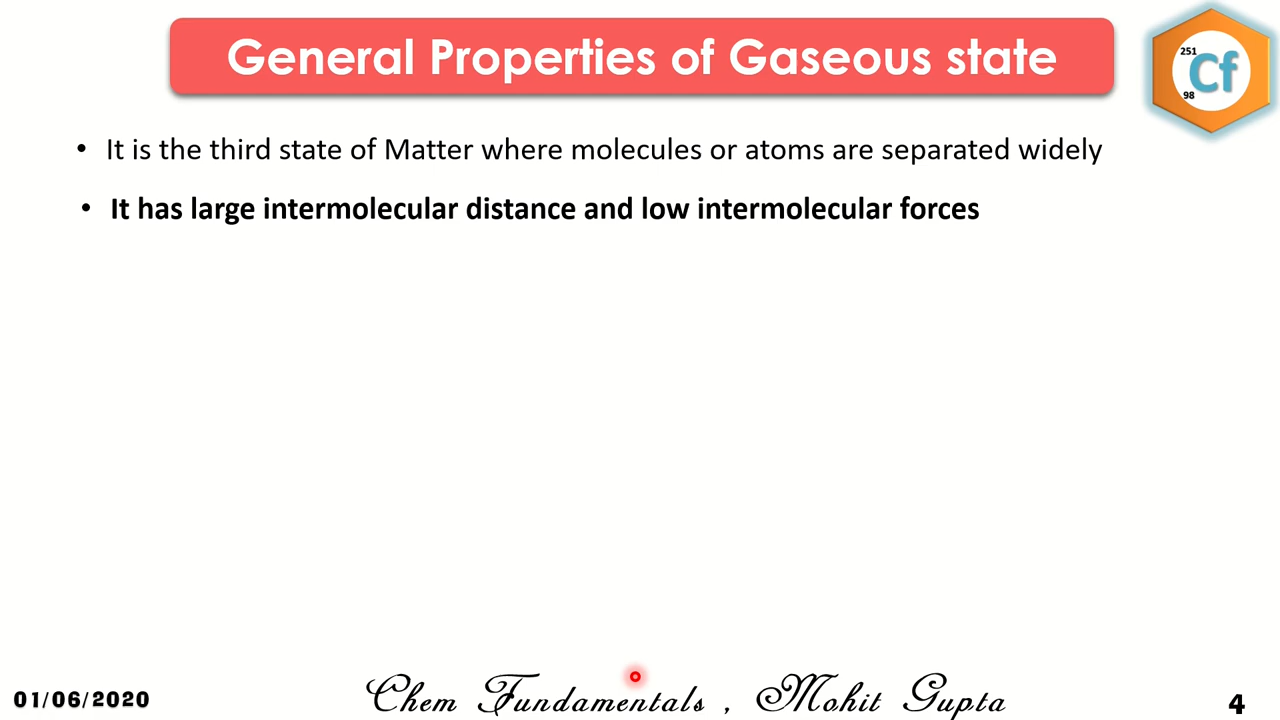 General Properties of Gaseous state
251
Cf
98
• It is the third state of Matter where molecules or atoms are separated widely
• It has large intermolecular distance and low intermolecular forces
01/06/2020
Chem Fundamentals , Mohit Gupta
4